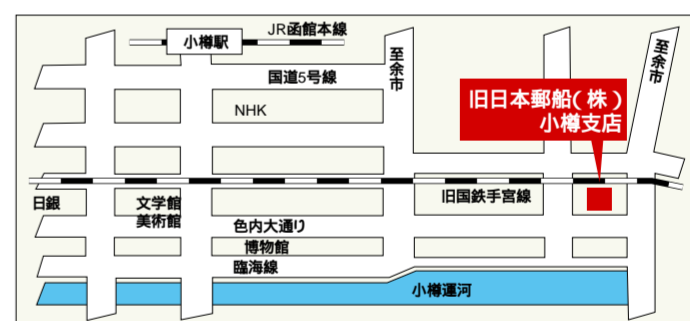 JR函館本線
小樽駅
至余市
至余市
国道5号線
旧日本郵船(株)
小樽支店
NHK
日銀
文学館
美術館
旧国鉄手宮線
色内大通り
博物館
臨海線
小樽運河